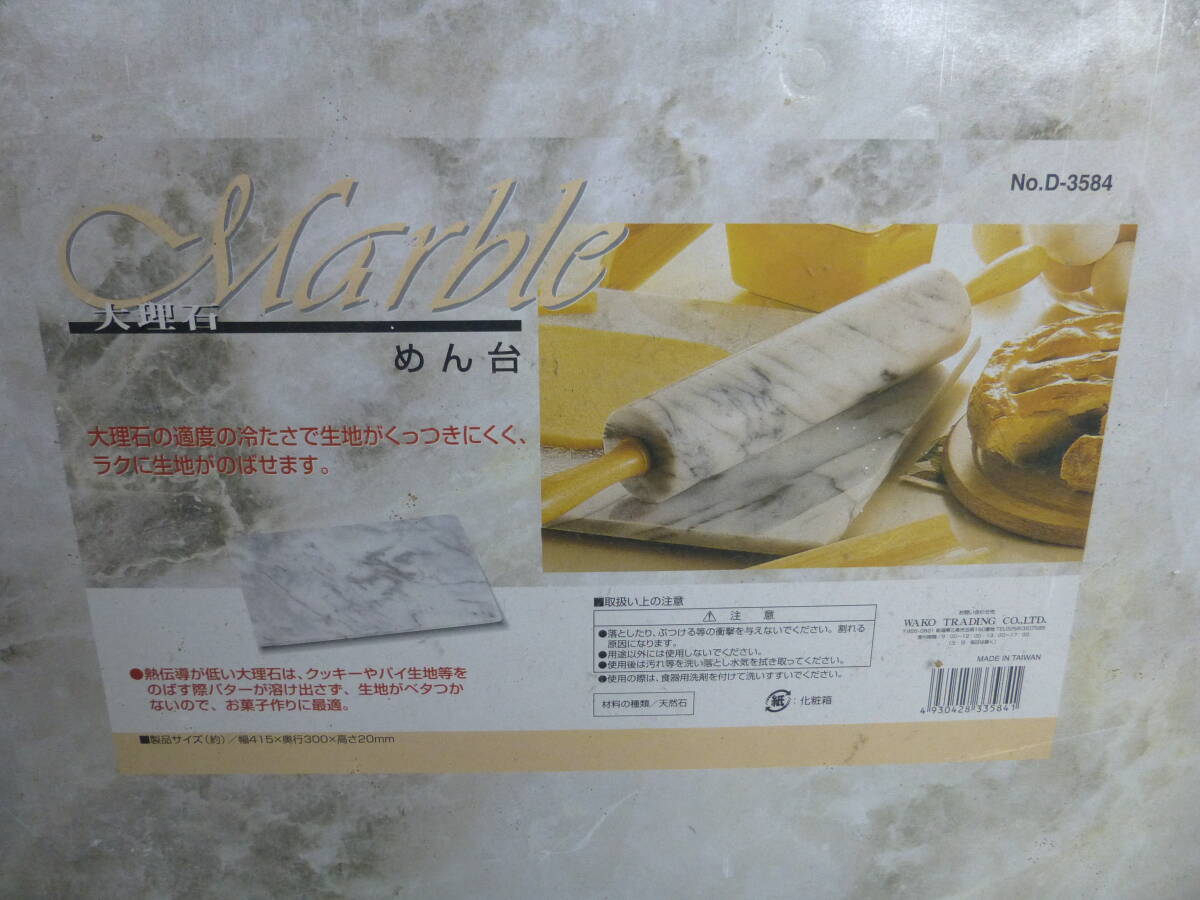 No.D-3584
Marble
大理石
めん台
大理石の適度の冷たさで生地がくっつきにくく、
ラクに生地がのばせます。
●熱伝導が低い大理石は、クッキーやパイ生地等を
のばす際バターが溶け出さず、生地がベタつか
ないので、お菓子作りに最適。
■製品サイズ(約)/幅415×奥行300×高さ20mm
■取扱い上の注意
⚠ 注 意
●落としたり、ぶつける等の衝撃を与えないでください。割れる
原因になります。
●用途以外には使用しないでください。
●使用後は汚れ等を洗い落とし水気を拭き取ってください。
●使用の際は、食器用洗剤を付けて洗いすすいでください。
材料の種類/天然石
紙:化粧箱
お問い合わせ先
WAKO TRADING CO.,LTD.
MADE IN TAIWAN
4 930428 335841